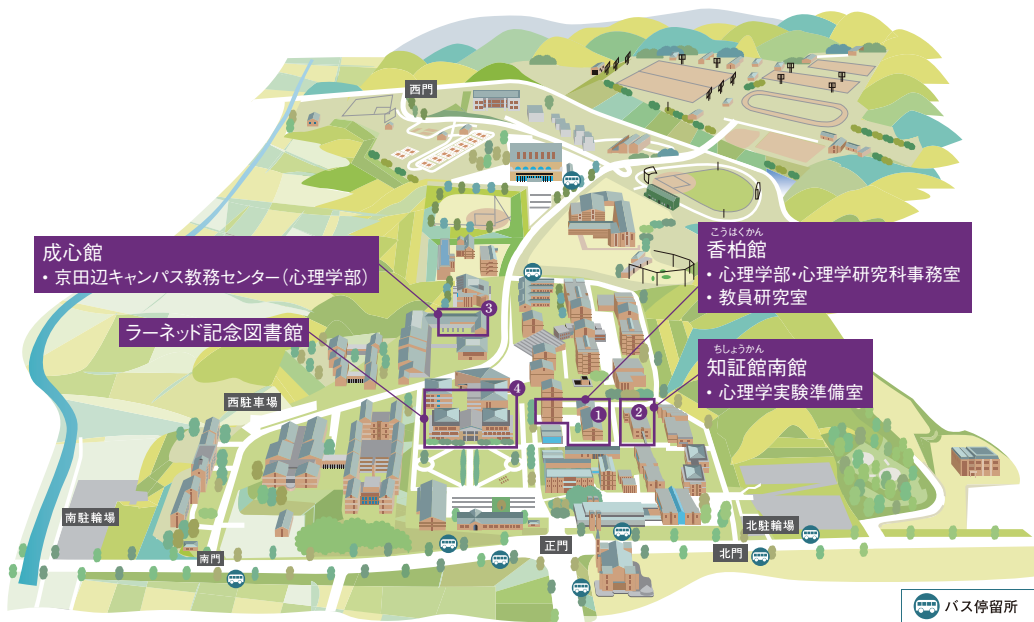 西門
成心館
・京田辺キャンパス教務センター（心理学部）
こうはくかん
香柏館
・心理学部・心理学研究科事務室
・教員研究室
3
ラーネッド記念図書館
ちしょうかん
知証館南館
・心理学実験準備室
4
1
2
西駐車場
南駐輪場
北駐輪場
正門
北門
南門
バス停留所